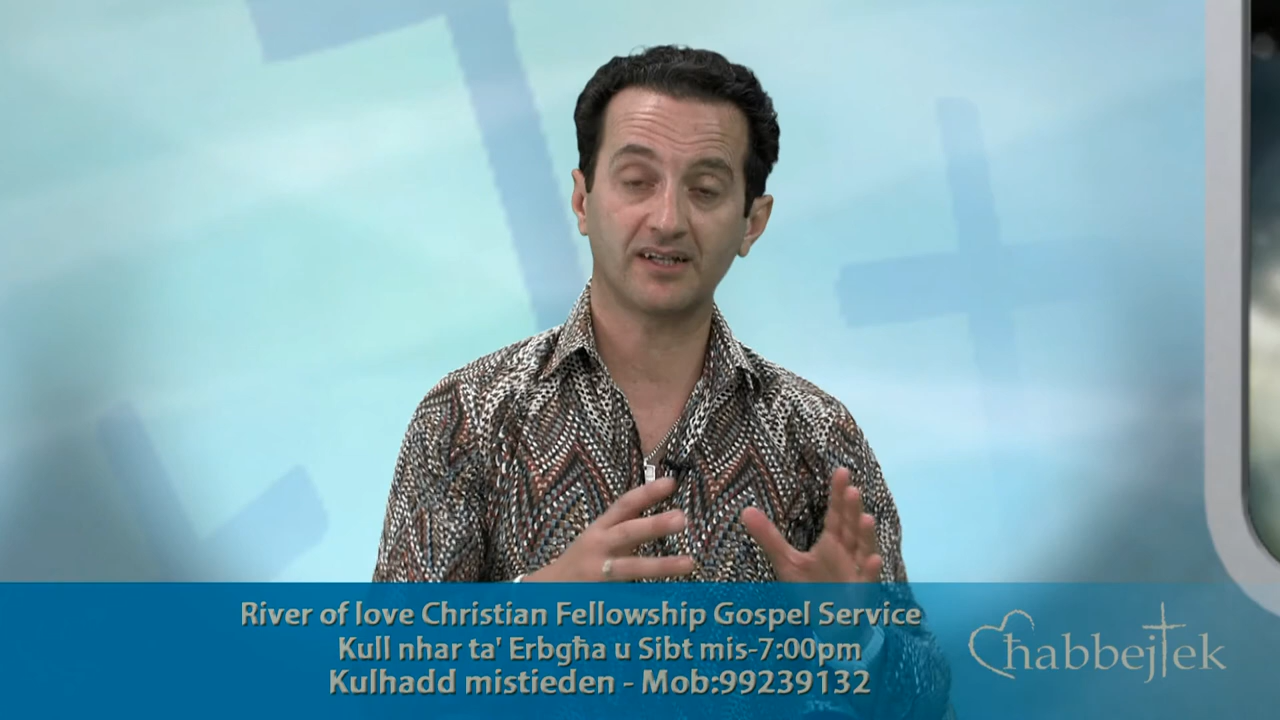 River of love Christian Fellowship Gospel Service
Kull nhar ta' Erbgħa u Sibt mis-7:00pm
Kulhadd mistieden - Mob:99239132
Ħabbejtek